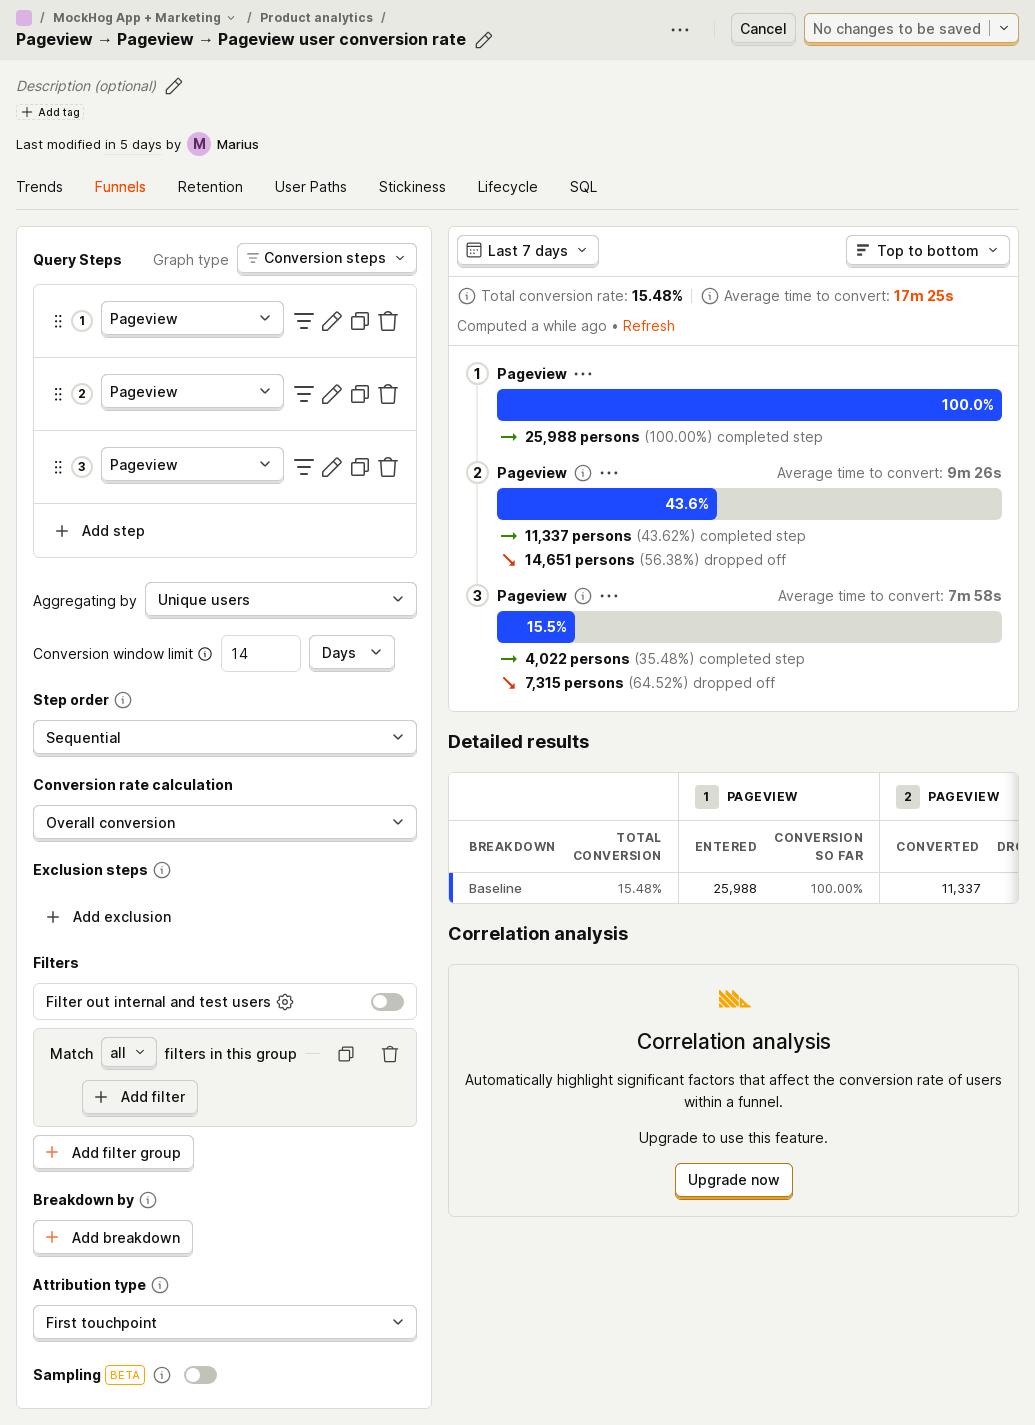 / MockHog App + Marketing / Product analytics /
Pageview → Pageview → Pageview user conversion rate
Cancel
No changes to be saved
Description (optional)
Add tag
Last modified in 5 days by M Marius
Trends Funnels Retention User Paths Stickiness Lifecycle SQL
Query Steps Graph type Conversion steps
1 Pageview
2 Pageview
3 Pageview
Add step
Aggregating by Unique users
Conversion window limit 14 Days
Step order
Sequential
Conversion rate calculation
Overall conversion
Exclusion steps
Add exclusion
Filters
Filter out internal and test users
Match all filters in this group
Add filter
Add filter group
Breakdown by
Add breakdown
Attribution type
First touchpoint
Sampling BETA
Last 7 days Top to bottom
Total conversion rate: 15.48% Average time to convert: 17m 25s
Computed a while ago • Refresh
1 Pageview
100.0%
25,988 persons (100.00%) completed step
2 Pageview Average time to convert: 9m 26s
43.6%
11,337 persons (43.62%) completed step
14,651 persons (56.38%) dropped off
3 Pageview Average time to convert: 7m 58s
15.5%
4,022 persons (35.48%) completed step
7,315 persons (64.52%) dropped off
Detailed results
1 PAGEVIEW 2 PAGEVIEW
BREAKDOWN TOTAL CONVERSION ENTERED CONVERSION SO FAR CONVERTED
Baseline 15.48% 25,988 100.00% 11,337
Correlation analysis
Correlation analysis
Automatically highlight significant factors that affect the conversion rate of users
within a funnel.
Upgrade to use this feature.
Upgrade now